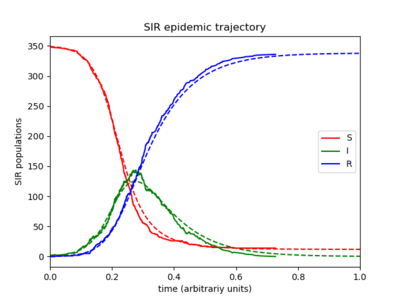 SIR epidemic trajectory
350
300
250
200
150
100
50
0
SIR populations
S
I
R
0.0 0.2 0.4 0.6 0.8 1.0
time (arbitrariy units)